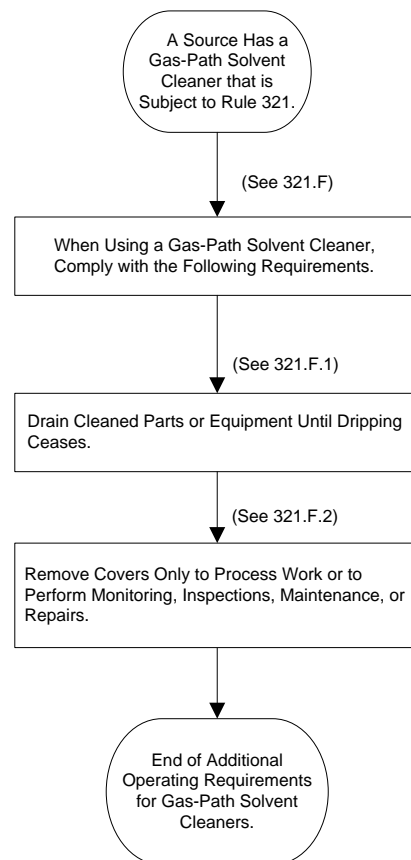 A Source Has a
Gas-Path Solvent
Cleaner that is
Subject to Rule 321.
(See 321.F)
When Using a Gas-Path Solvent Cleaner,
Comply with the Following Requirements.
(See 321.F.1)
Drain Cleaned Parts or Equipment Until Dripping
Ceases.
(See 321.F.2)
Remove Covers Only to Process Work or to
Perform Monitoring, Inspections, Maintenance, or
Repairs.
End of Additional
Operating Requirements
for Gas-Path Solvent
Cleaners.